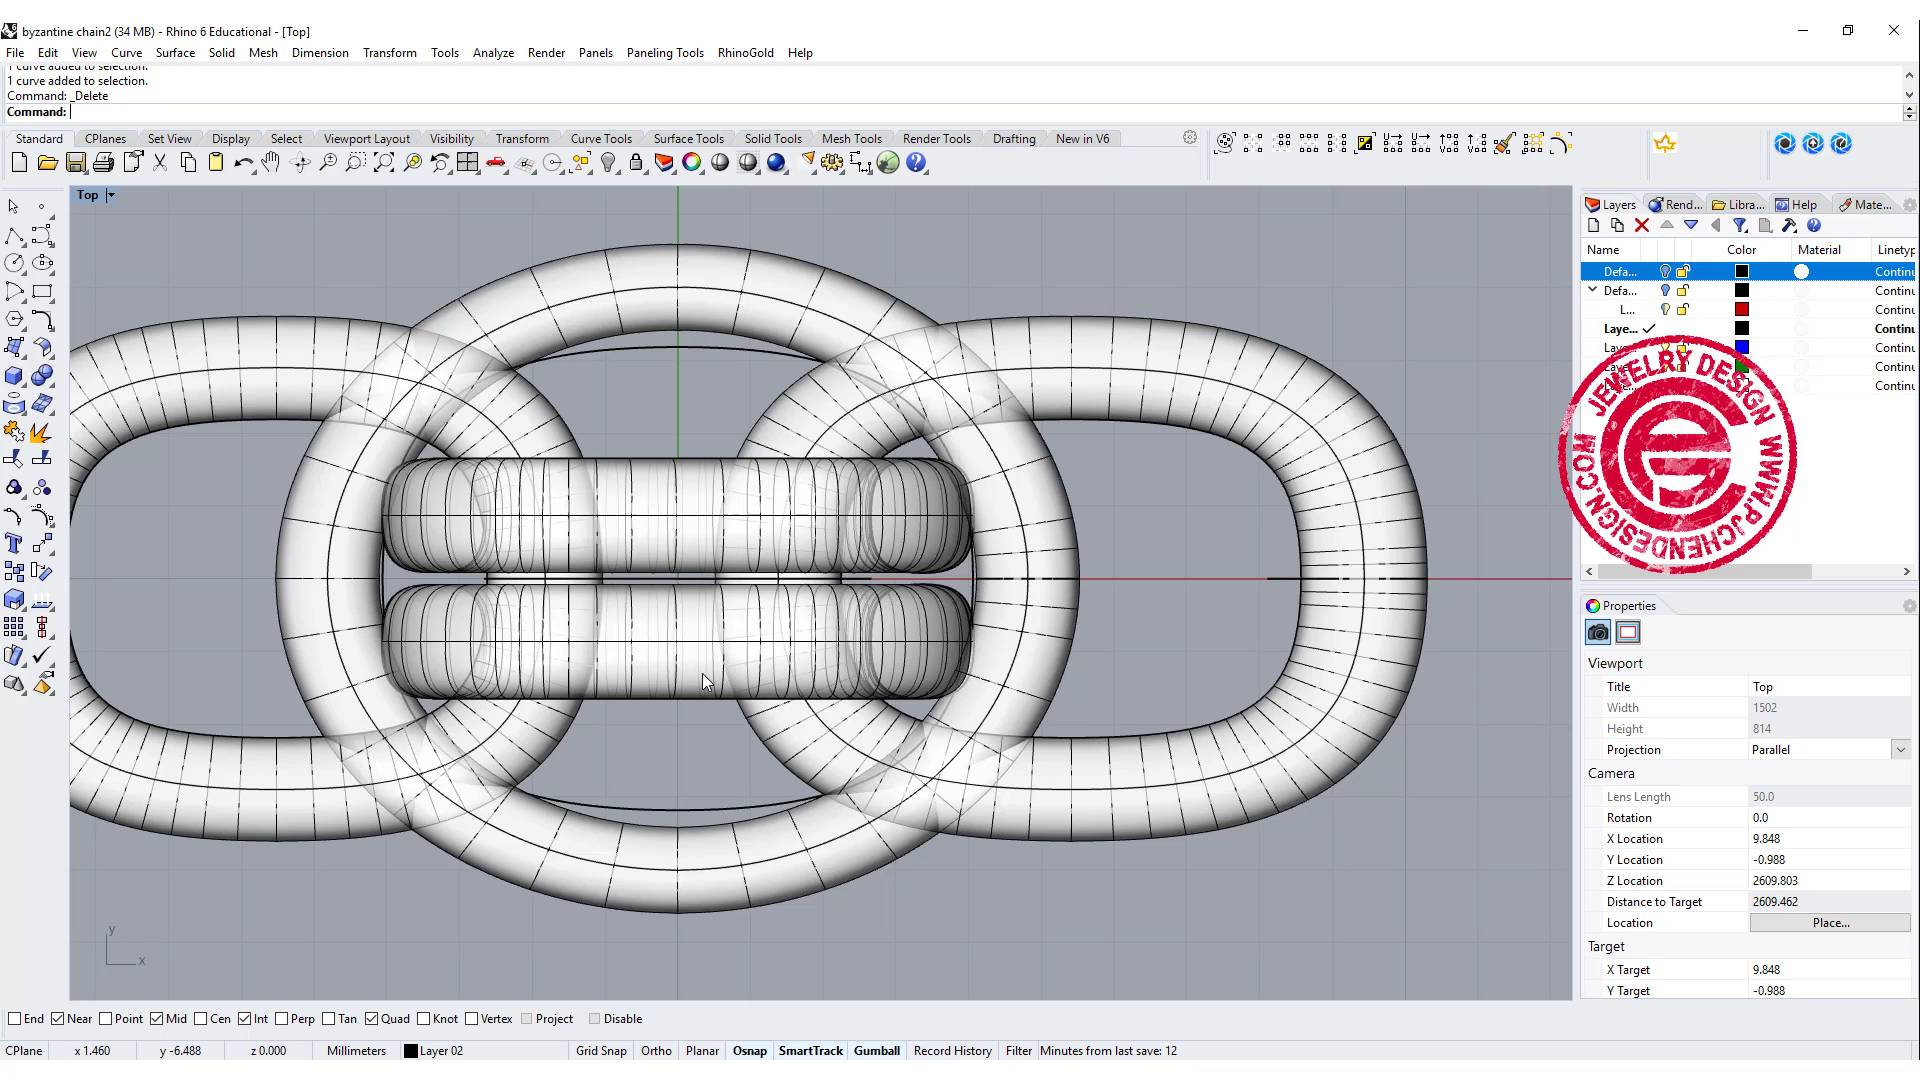 byzantine chain2 (34 MB) - Rhino 6 Educational - [Top]
File Edit View Curve Surface Solid Mesh Dimension Transform Tools Analyze Render Panels Paneling Tools RhinoGold Help
1 curve added to selection.
1 curve added to selection.
Command: _Delete
Command:
Standard CPlanes Set View Display Select Viewport Layout Visibility Transform Curve Tools Surface Tools Solid Tools Mesh Tools Render Tools Drafting New in V6
Top
Layers Rend... Libra... Help Mate...
Name Color Material Linetyp
Defa... Continu
Defa... Continu
L... Continu
Laye... Continu
Continu
Continu
Continu
JEWELRY DESIGN WWW.PJCHENDESIGN.COM
Properties
Viewport
Title Top
Width 1502
Height 814
Projection Parallel
Camera
Lens Length 50.0
Rotation 0.0
X Location 9.848
Y Location -0.988
Z Location 2609.803
Distance to Target 2609.462
Location Place...
Target
X Target 9.848
Y Target -0.988
y
x
End Near Point Mid Cen Int Perp Tan Quad Knot Vertex Project Disable
CPlane x 1.460 y -6.488 z 0.000 Millimeters Layer 02 Grid Snap Ortho Planar Osnap SmartTrack Gumball Record History Filter Minutes from last save: 12